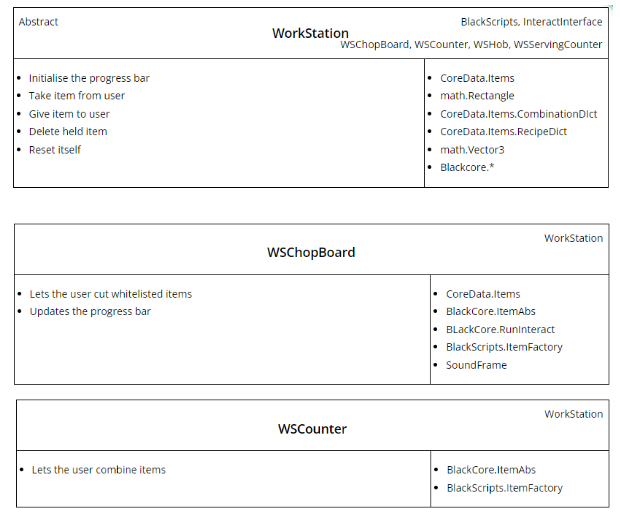 Abstract
BlackScripts, InteractInterface
WorkStation
WSChopBoard, WSCounter, WSHob, WSServingCounter
• Initialise the progress bar
• Take item from user
• Give item to user
• Delete held item
• Reset itself
• CoreData.Items
• math.Rectangle
• CoreData.Items.CombinationDIct
• CoreData.Items.RecipeDict
• math.Vector3
• Blackcore.*
WorkStation
WSChopBoard
• Lets the user cut whitelisted items
• Updates the progress bar
• CoreData.Items
• BlackCore.ItemAbs
• BLackCore.RunInteract
• BlackScripts.ItemFactory
• SoundFrame
WorkStation
WSCounter
• Lets the user combine items
• BlackCore.ItemAbs
• BlackScripts.ItemFactory